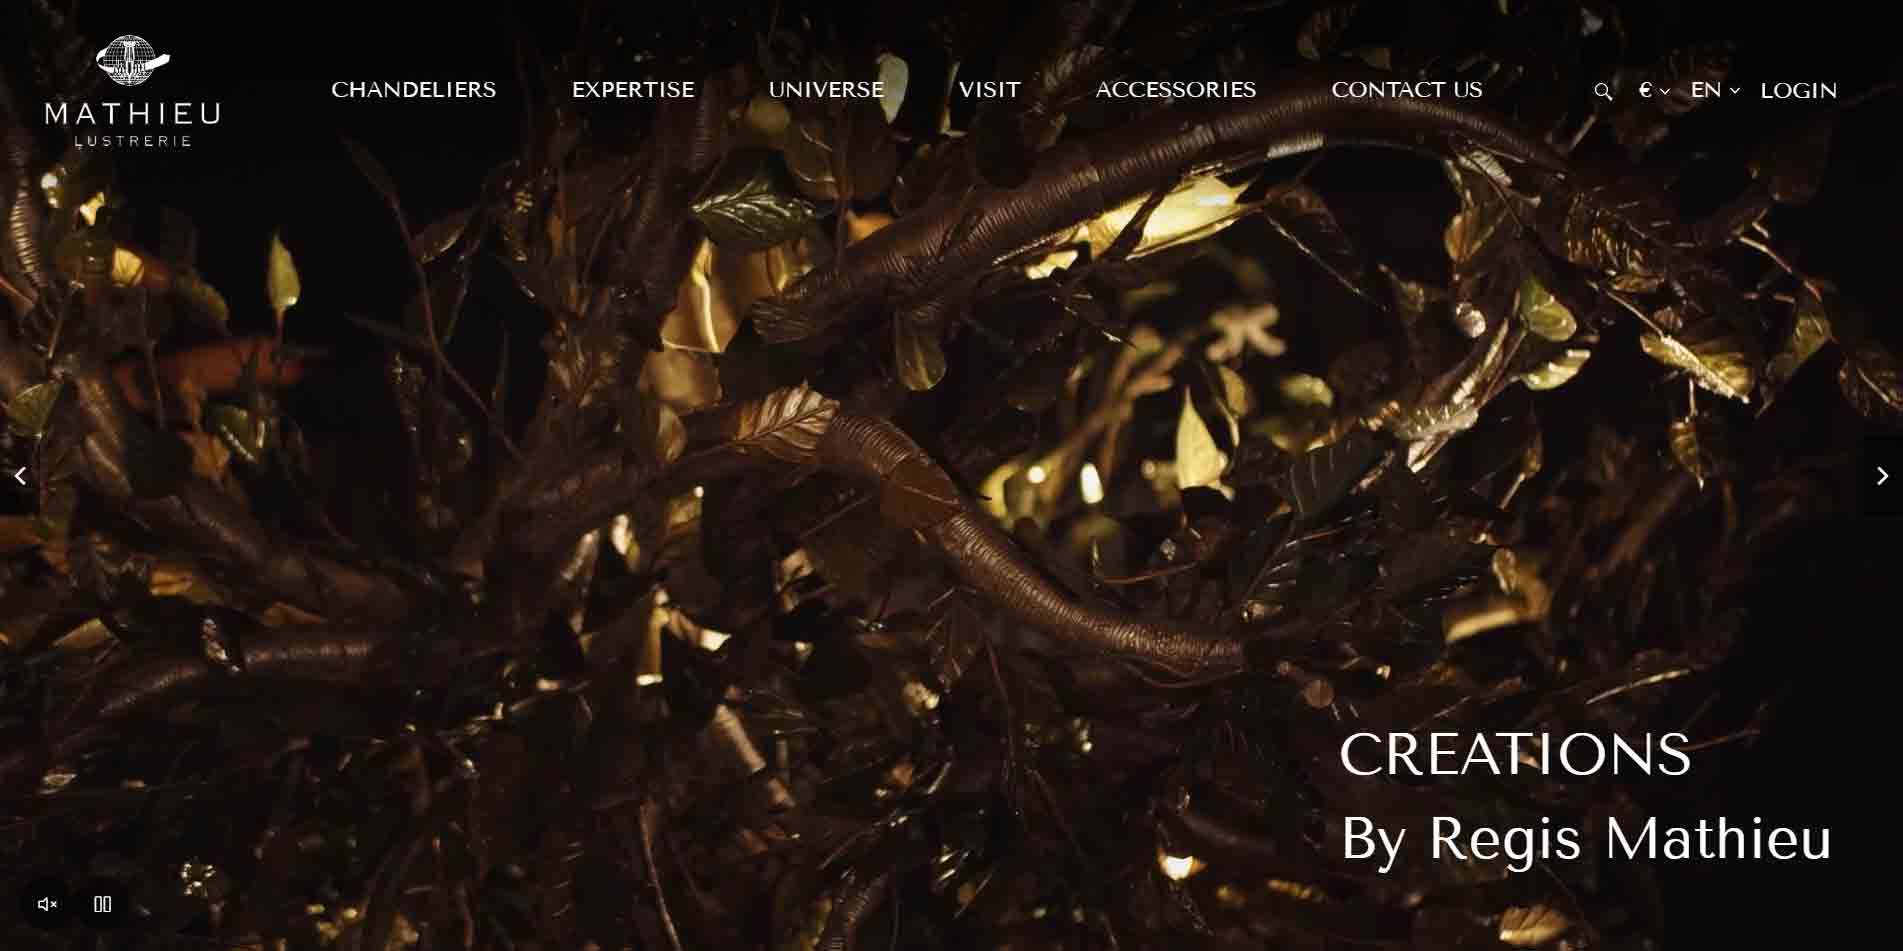 MATHIEU
LUSTRERIE
CHANDELIERS
EXPERTISE
UNIVERSE
VISIT
ACCESSORIES
CONTACT US
€
EN
LOGIN
CREATIONS
By Regis Mathieu